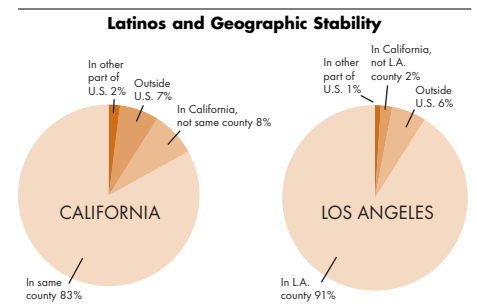 Latinos and Geographic Stability
In other
part of
U.S. 2%
Outside
U.S. 7%
In California,
not same county 8%
CALIFORNIA
In same
county 83%
In other
part of
U.S. 1%
In California,
not L.A.
county 2%
Outside
U.S. 6%
LOS ANGELES
In L.A.
county 91%